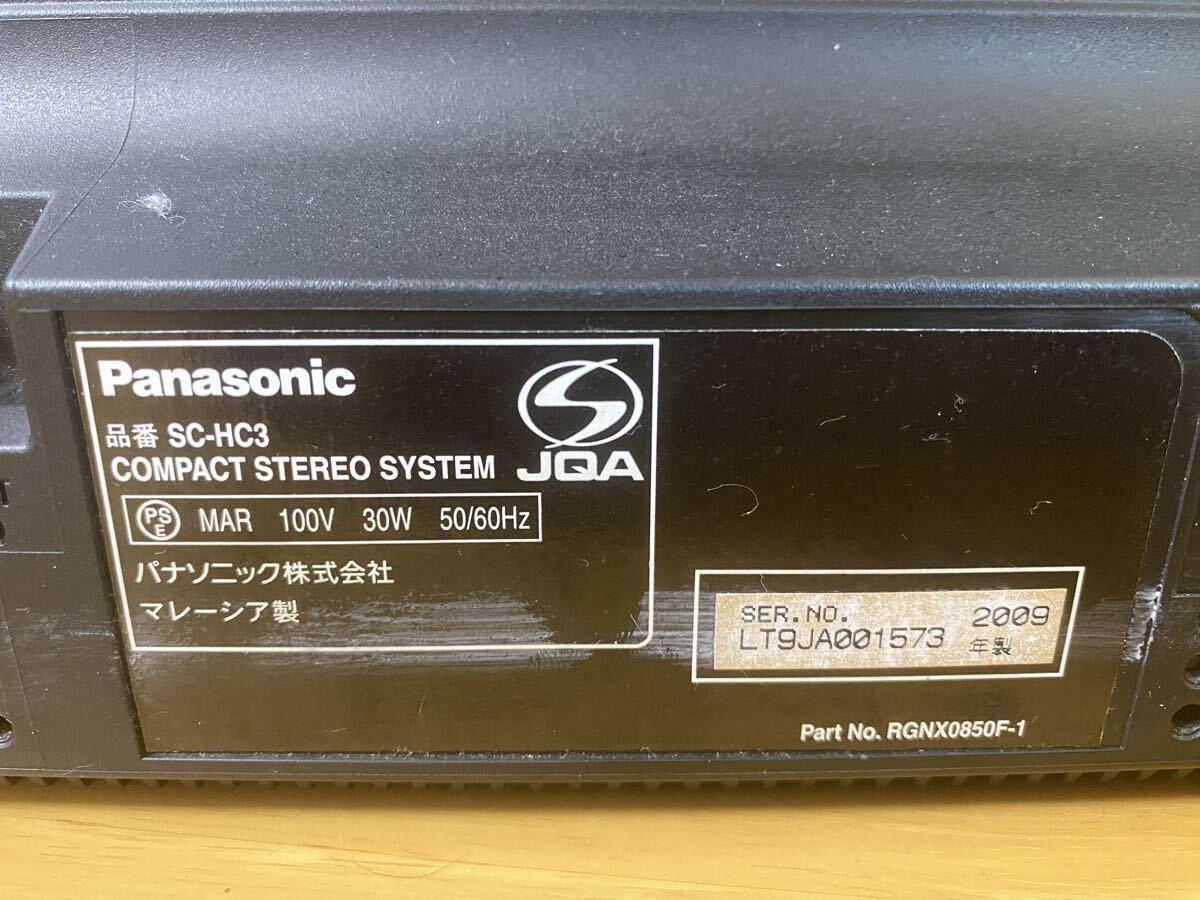 Panasonic
品番 SC-HC3
COMPACT STEREO SYSTEM
JQA
PS
E
MAR 100V 30W 50/60Hz
パナソニック株式会社
マレーシア製
SER.NO. 2009
LT9JA001573 年製
Part No. RGNX0850F-1